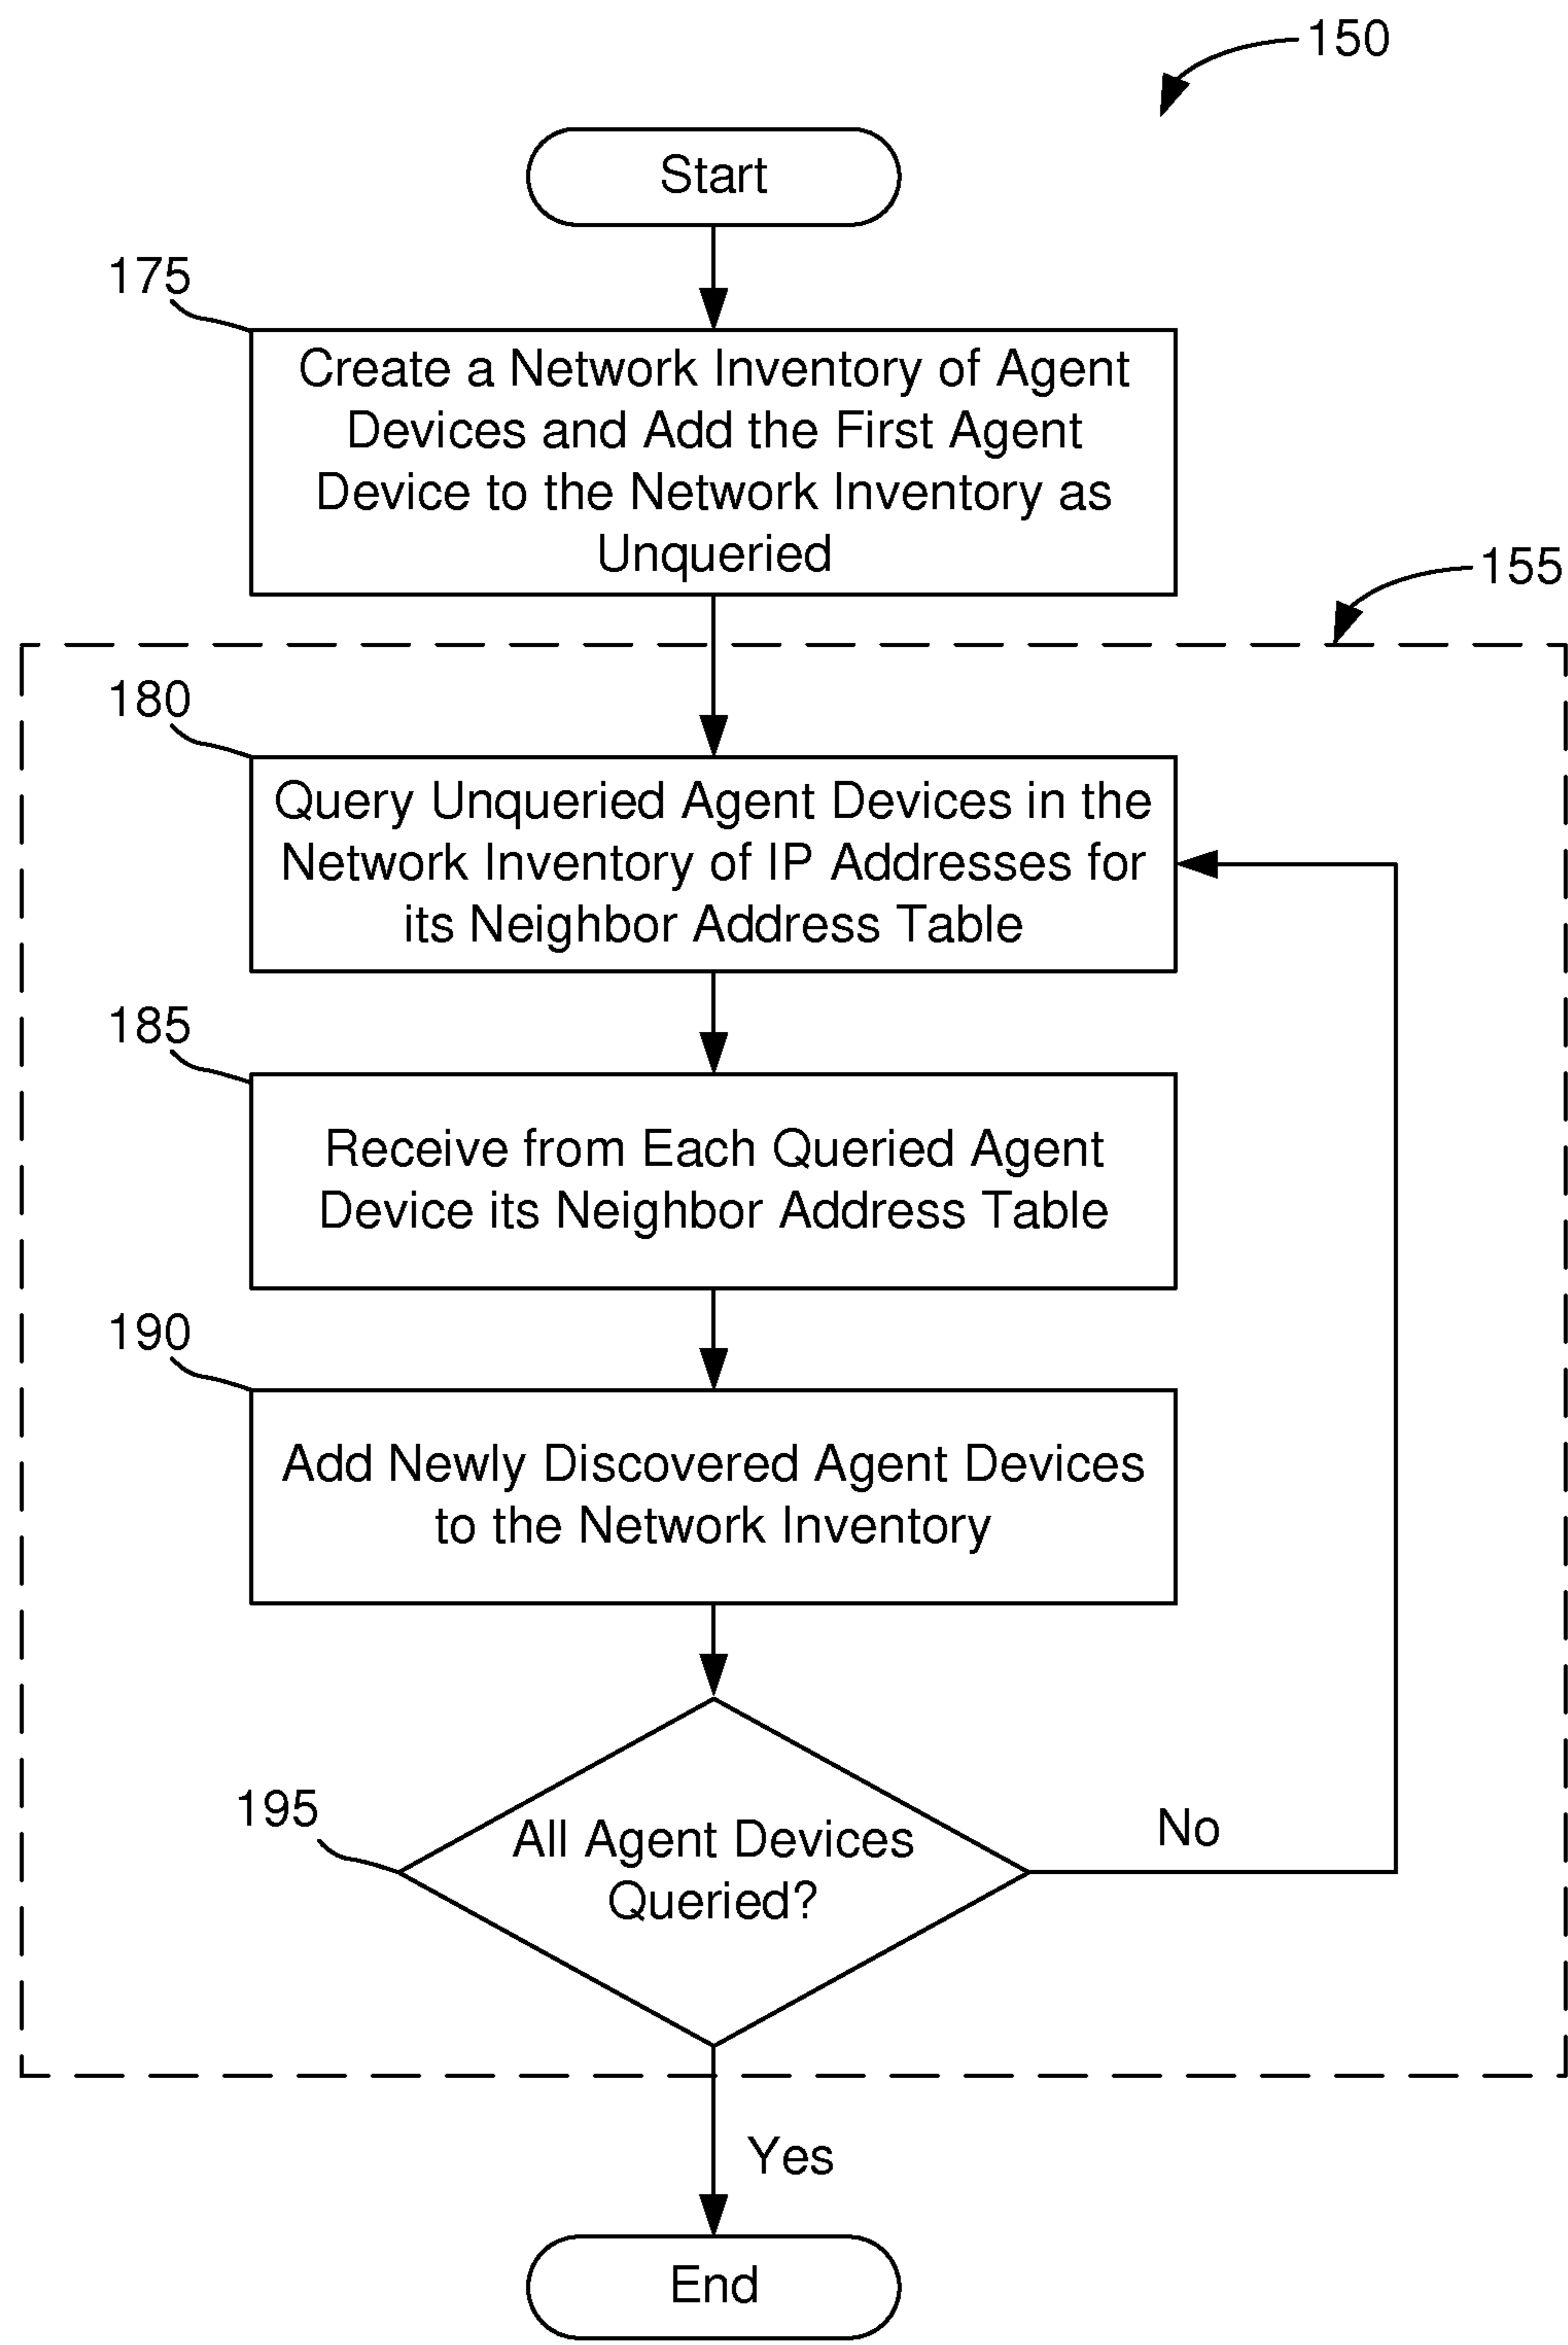 150
Start
175
Create a Network Inventory of Agent
Devices and Add the First Agent
Device to the Network Inventory as
Unqueried
155
180
Query Unqueried Agent Devices in the
Network Inventory of IP Addresses for
its Neighbor Address Table
185
Receive from Each Queried Agent
Device its Neighbor Address Table
190
Add Newly Discovered Agent Devices
to the Network Inventory
195
All Agent Devices
Queried?
No
Yes
End